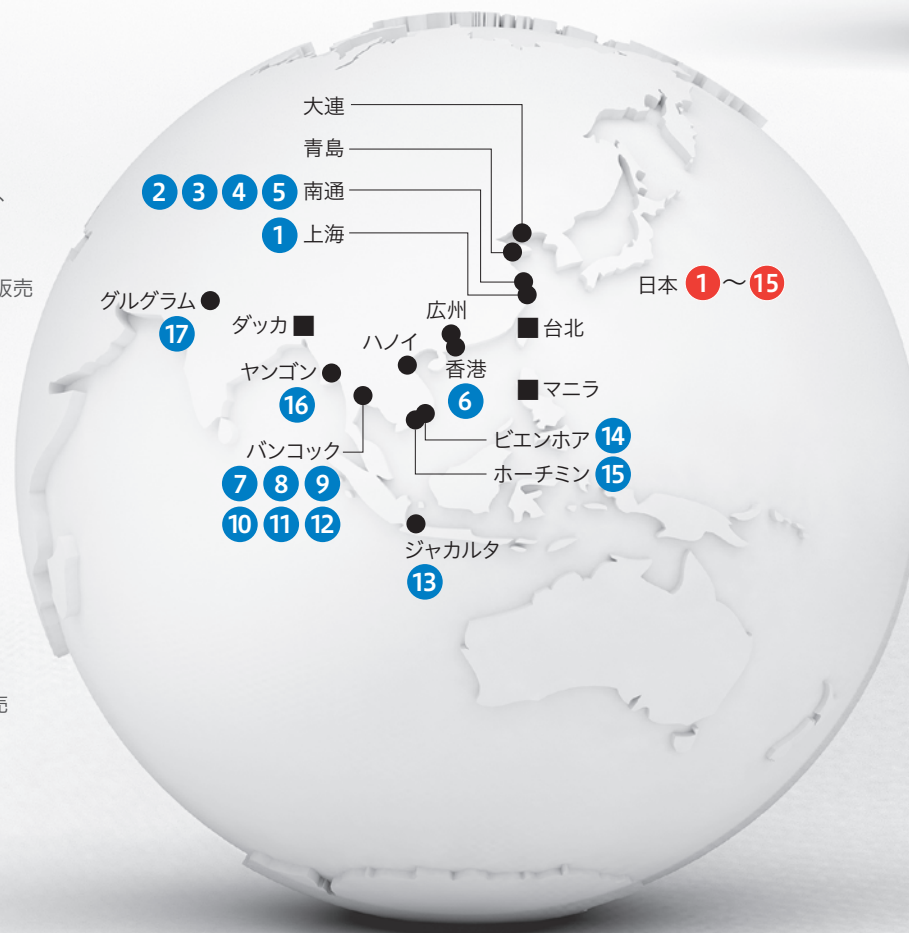 大連
青島
2 3 4 5 南通
、
1 上海
販売
日本 1～15
グルグラム
17
ダッカ
広州
台北
ハノイ
ヤンゴン
16
香港
6
マニラ
バンコック
7 8 9
10 11 12
ビエンホア 14
ホーチミン 15
ジャカルタ
13
売